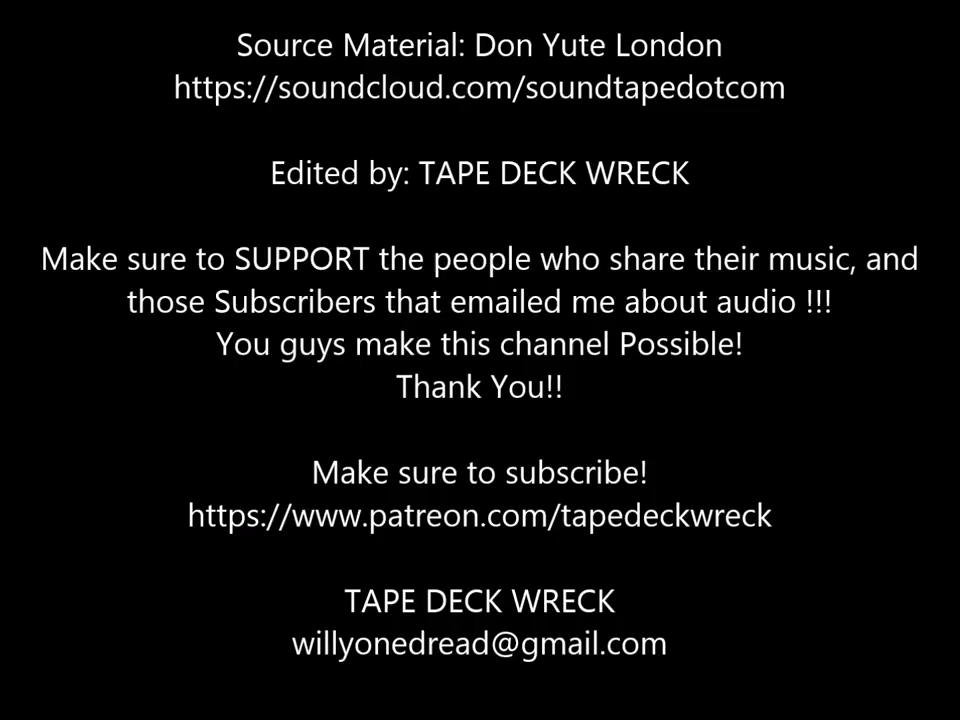 Source Material: Don Yute London
https://soundcloud.com/soundtapedotcom
Edited by: TAPE DECK WRECK
Make sure to SUPPORT the people who share their music, and
those Subscribers that emailed me about audio !!!
You guys make this channel Possible!
Thank You!!
Make sure to subscribe!
https://www.patreon.com/tapedeckwreck
TAPE DECK WRECK
willyonedread@gmail.com